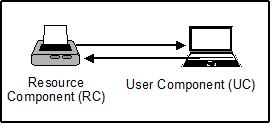 Resource
Component (RC)
User Component (UC)